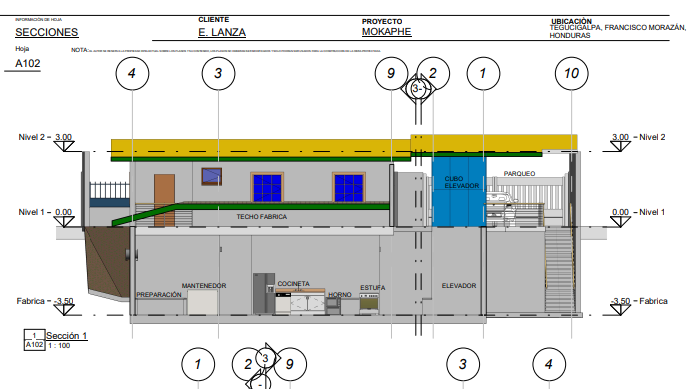 INFORMACIÓN DE HOJA
SECCIONES
CLIENTE
E. LANZA
PROYECTO
MOKAPHE
UBICACIÓN
TEGUCIGALPA, FRANCISCO MORAZÁN,
HONDURAS
Hoja
A102
NOTA:
4
3
9
2
1
10
3
Nivel 2 - 3.00
3.00 - Nivel 2
CUBO
ELEVADOR
PARQUEO
Nivel 1 - 0.00
TECHO FABRICA
0.00 - Nivel 1
PREPARACIÓN
MANTENEDOR
COCINETA
HORNO
ESTUFA
ELEVADOR
Fabrica - -3.50
-3.50 - Fabrica
1
A102
Sección 1
1 : 100
1
2
3
9
3
4
-